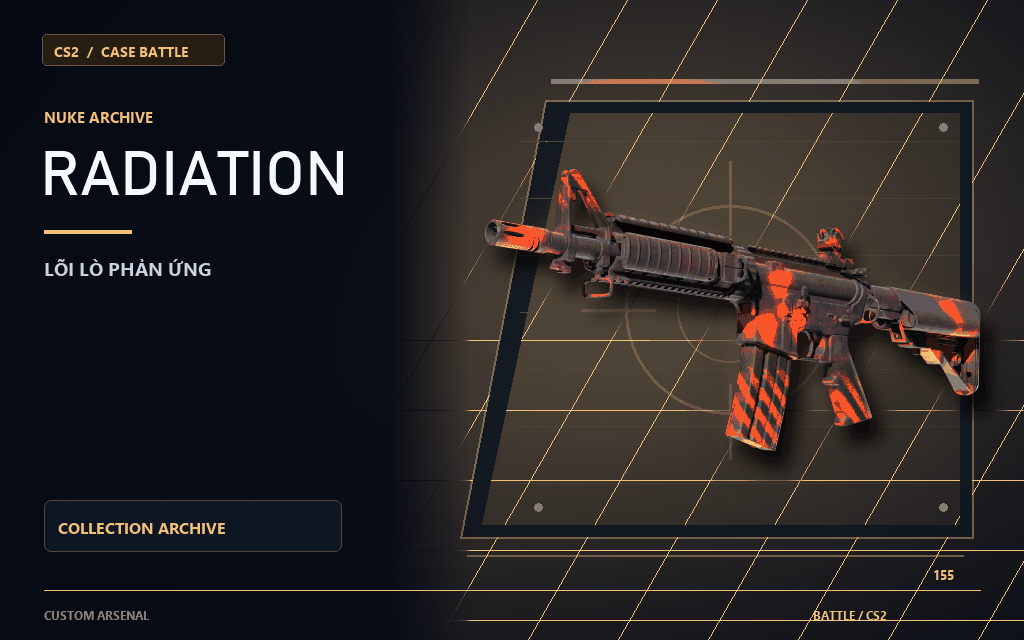 CS2 / CASE BATTLE
NUKE ARCHIVE
RADIATION
LÕI LÒ PHẢN ỨNG
COLLECTION ARCHIVE
155
CUSTOM ARSENAL
BATTLE / CS2